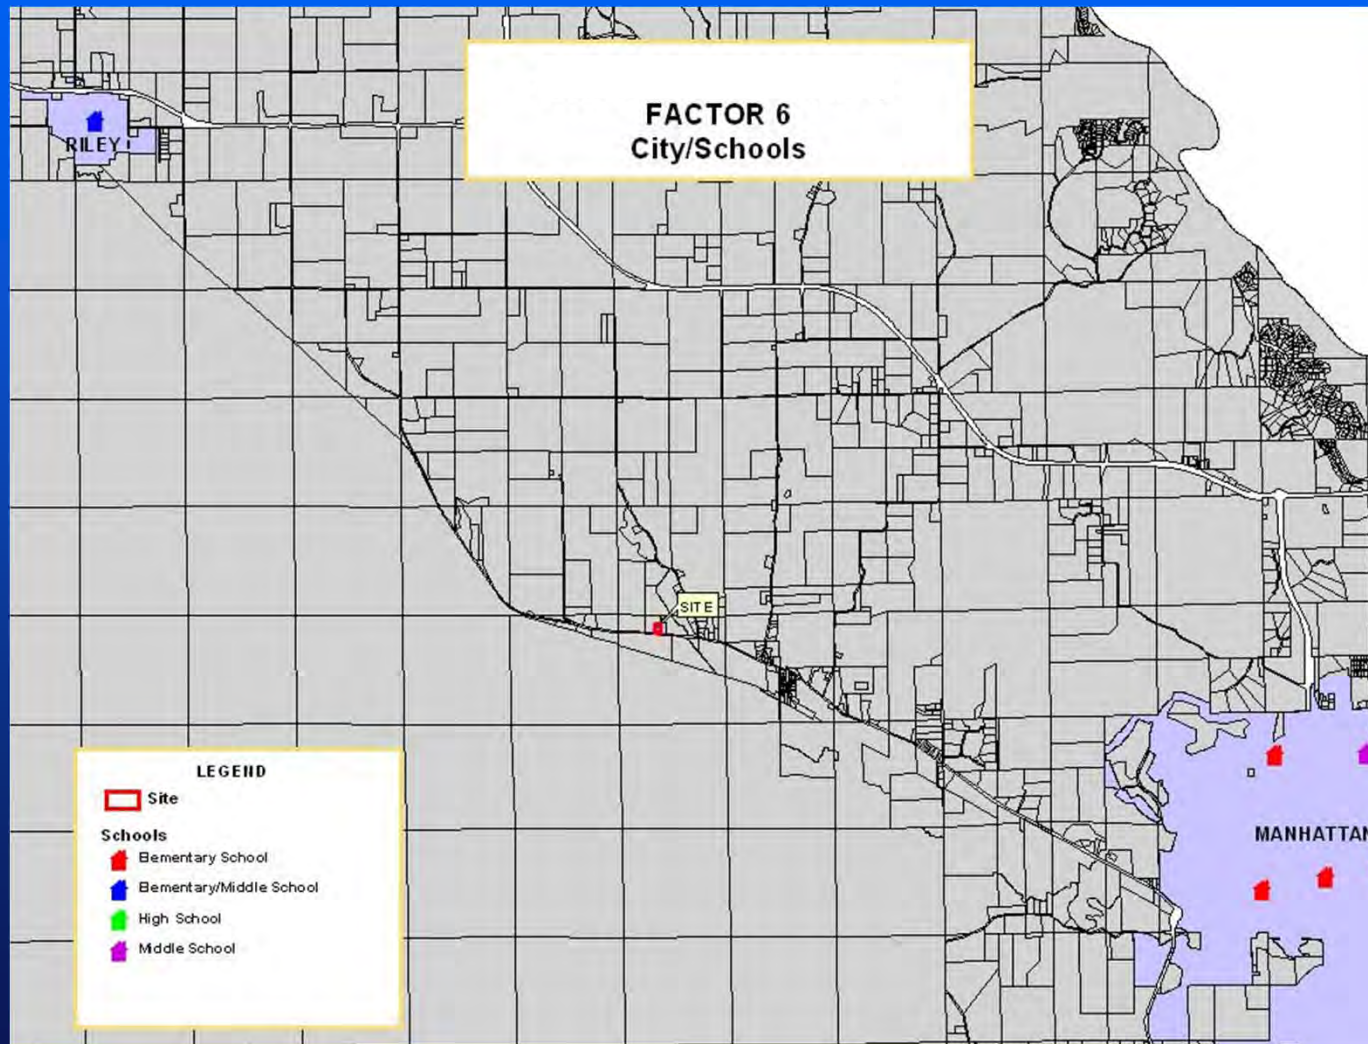 FACTOR 6
City/Schools
RILEY
SITE
MANHATTAN
LEGEND
Site
Schools
Elementary School
Elementary/Middle School
High School
Middle School